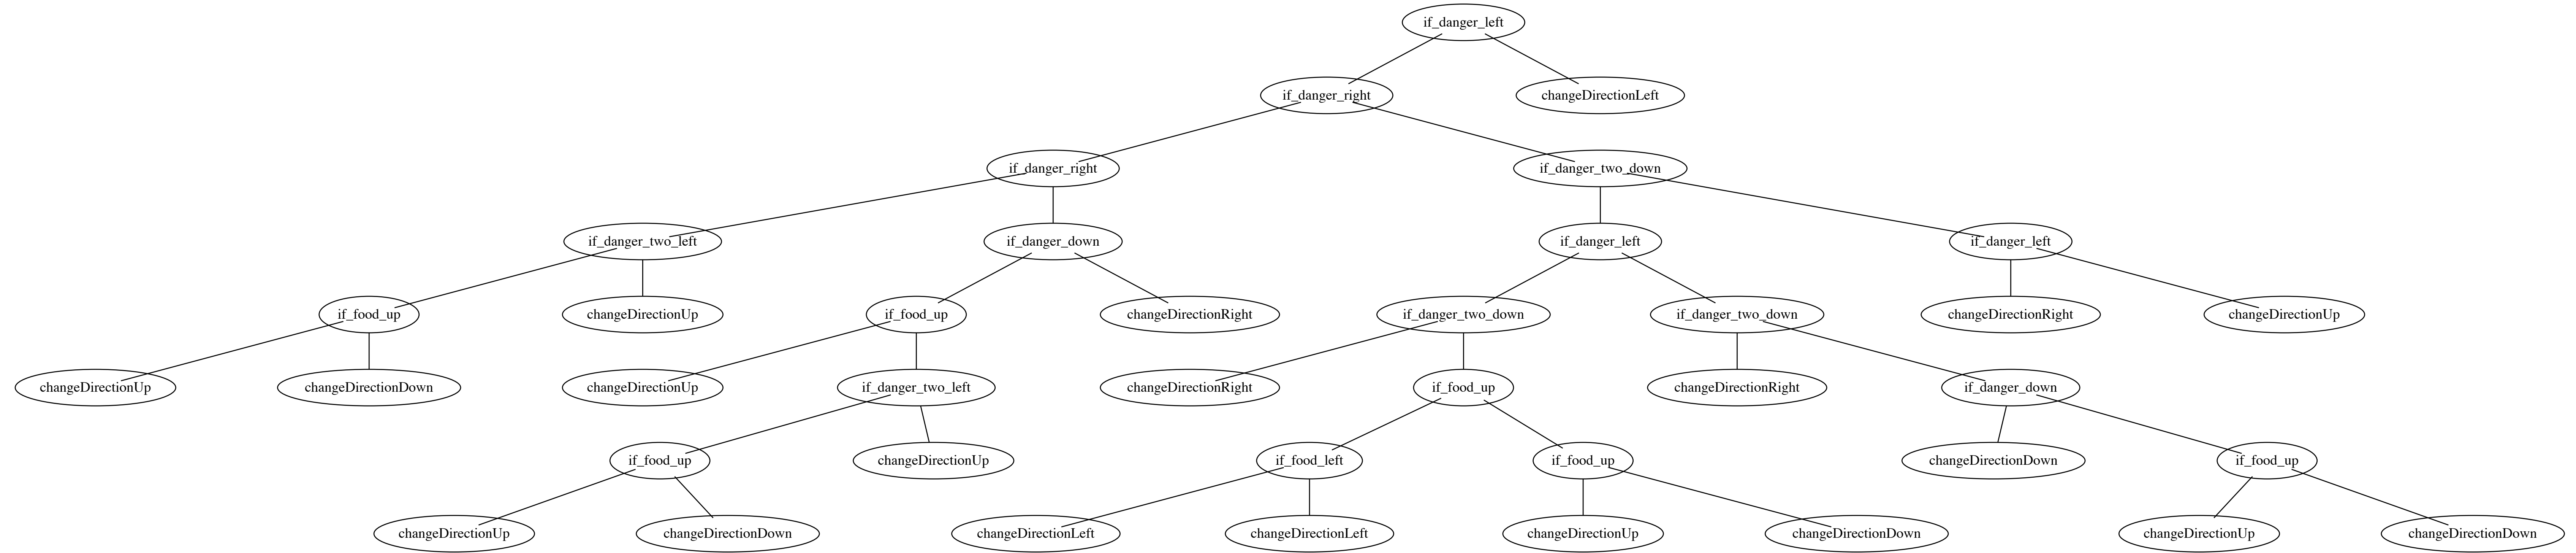 if_danger_left
if_danger_right
changeDirectionLeft
if_danger_right
if_danger_two_down
if_danger_two_left
if_danger_down
if_danger_left
if_danger_left
if_food_up
changeDirectionUp
if_food_up
changeDirectionRight
if_danger_two_down
if_danger_two_down
changeDirectionRight
changeDirectionUp
changeDirectionUp
changeDirectionDown
changeDirectionUp
if_danger_two_left
changeDirectionRight
if_food_up
changeDirectionRight
if_danger_down
if_food_up
changeDirectionUp
if_food_left
if_food_up
changeDirectionDown
if_food_up
changeDirectionUp
changeDirectionDown
changeDirectionLeft
changeDirectionLeft
changeDirectionUp
changeDirectionDown
changeDirectionUp
changeDirectionDown